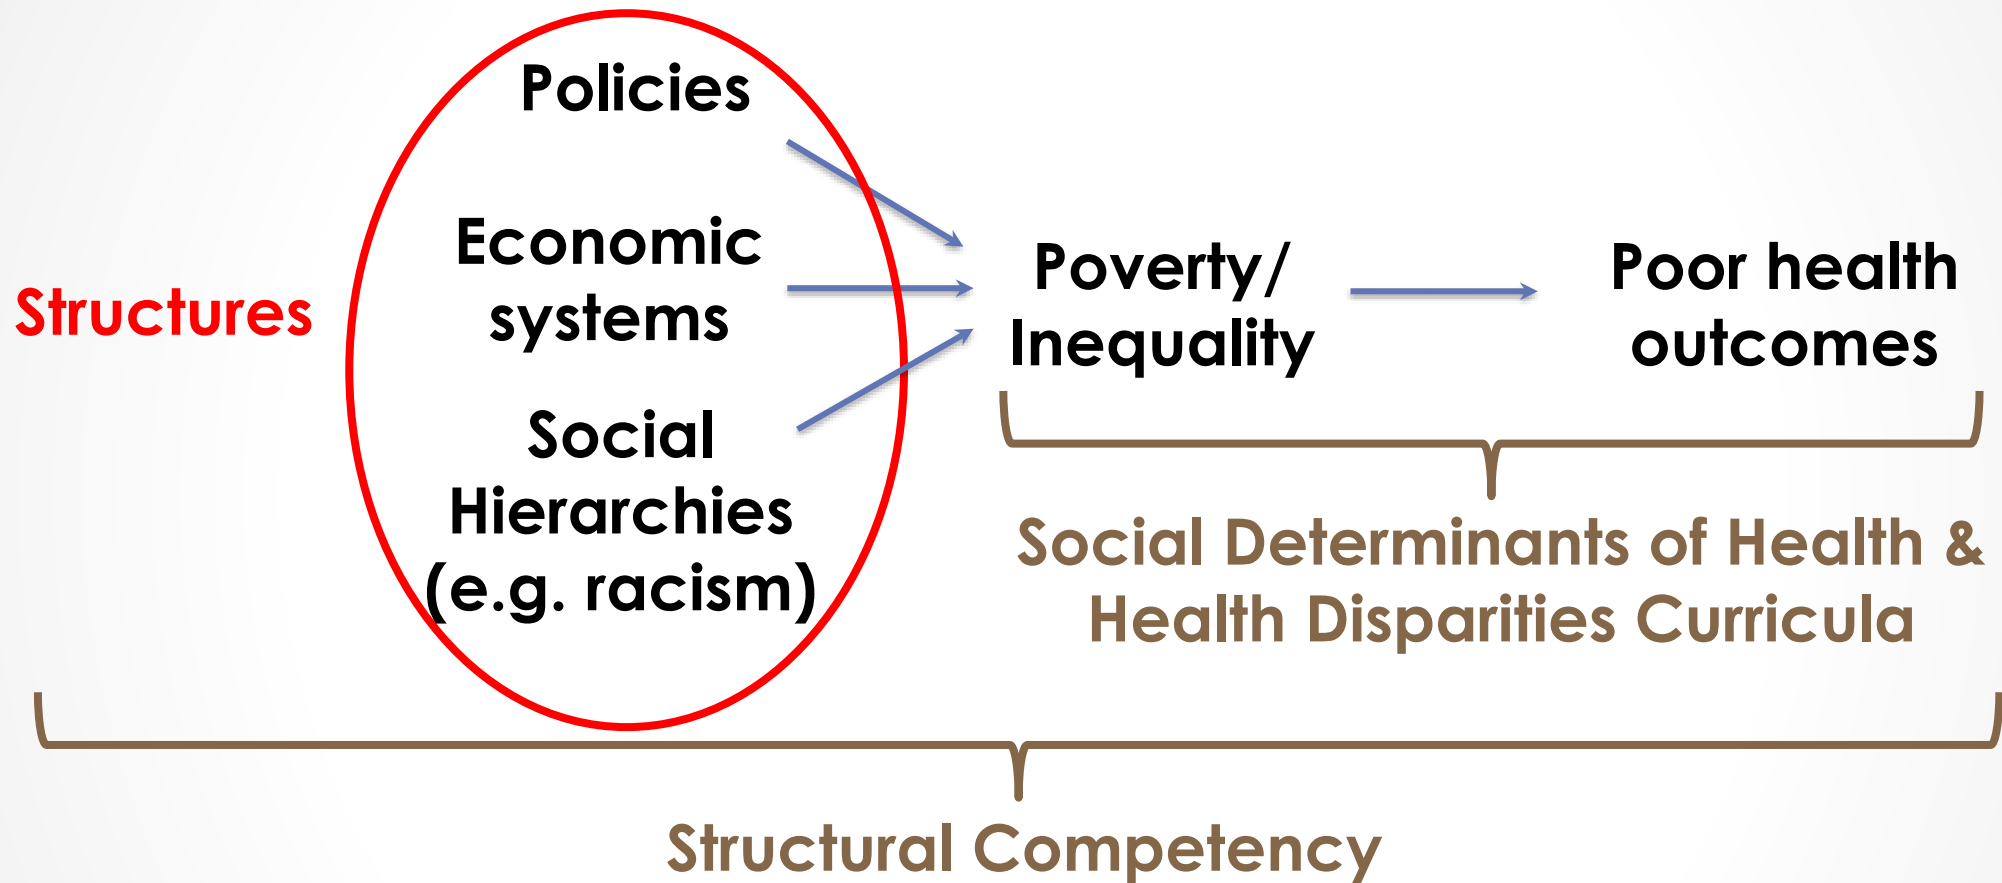 Structures
Policies
Economic
systems
Social
Hierarchies
(e.g. racism)
Poverty/
Inequality
Poor health
outcomes
Social Determinants of Health &
Health Disparities Curricula
Structural Competency